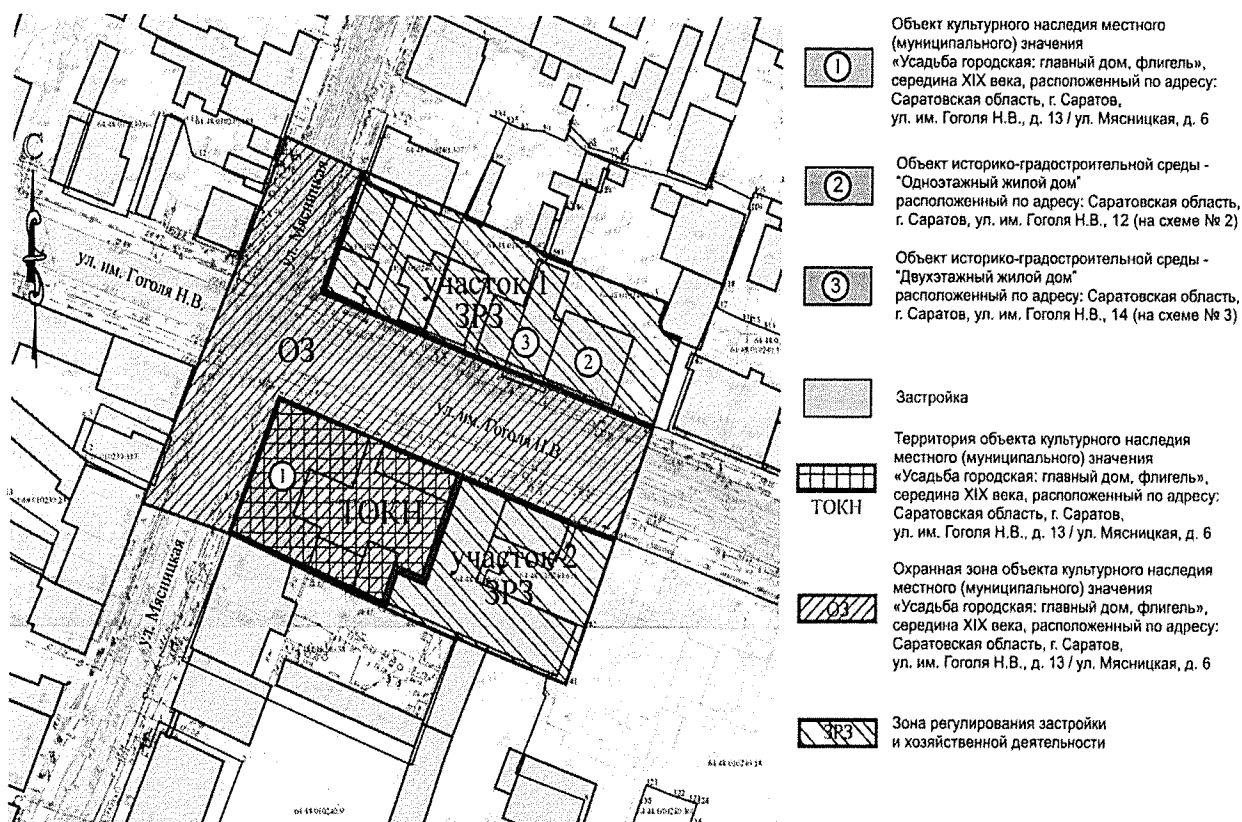 С
ул. им. Гоголя Н.В.
ул. Мясницкая
участок 1
ЗРЗ
3
2
ОЗ
ул. им. Гоголя Н.В.
1
ТОКН
участок 2
ЗРЗ
ул. Мясницкая
1
Объект культурного наследия местного
(муниципального) значения
«Усадьба городская: главный дом, флигель»,
середина XIX века, расположенный по адресу:
Саратовская область, г. Саратов,
ул. им. Гоголя Н.В., д. 13 / ул. Мясницкая, д. 6
2
Объект историко-градостроительной среды -
"Одноэтажный жилой дом"
расположенный по адресу: Саратовская область,
г. Саратов, ул. им. Гоголя Н.В., 12 (на схеме № 2)
3
Объект историко-градостроительной среды -
"Двухэтажный жилой дом"
расположенный по адресу: Саратовская область,
г. Саратов, ул. им. Гоголя Н.В., 14 (на схеме № 3)
Застройка
ТОКН
Территория объекта культурного наследия
местного (муниципального) значения
«Усадьба городская: главный дом, флигель»,
середина XIX века, расположенный по адресу:
Саратовская область, г. Саратов,
ул. им. Гоголя Н.В., д. 13 / ул. Мясницкая, д. 6
ОЗ
Охранная зона объекта культурного наследия
местного (муниципального) значения
«Усадьба городская: главный дом, флигель»,
середина XIX века, расположенный по адресу:
Саратовская область, г. Саратов,
ул. им. Гоголя Н.В., д. 13 / ул. Мясницкая, д. 6
ЗРЗ
Зона регулирования застройки
и хозяйственной деятельности